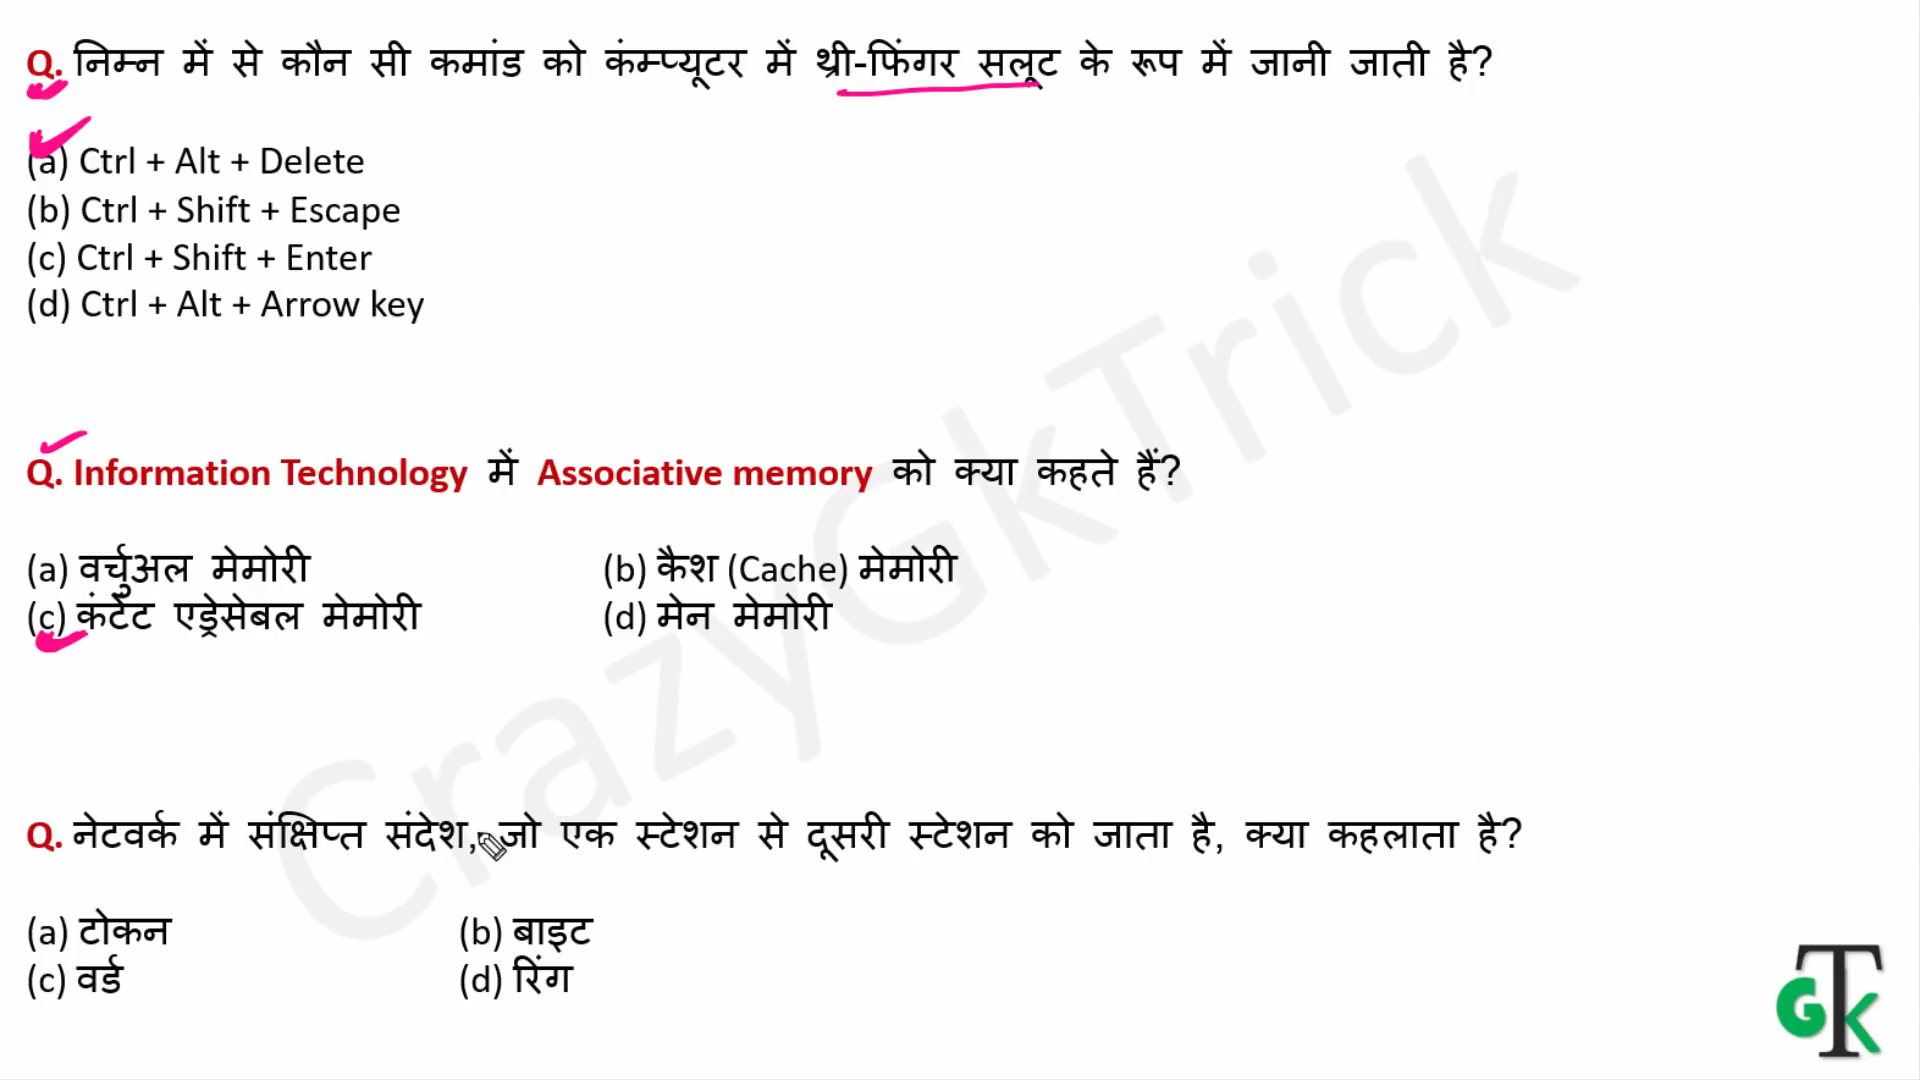 Q. निम्न में से कौन सी कमांड को कंम्प्यूटर में थ्री-फिंगर सलूट के रूप में जानी जाती है?
(a) Ctrl + Alt + Delete
(b) Ctrl + Shift + Escape
(c) Ctrl + Shift + Enter
(d) Ctrl + Alt + Arrow key
Q. Information Technology में Associative memory को क्या कहते हैं?
(a) वर्चुअल मेमोरी (b) कैश (Cache) मेमोरी
(c) कंटेंट एड्रेसेबल मेमोरी (d) मेन मेमोरी
Q. नेटवर्क में संक्षिप्त संदेश, जो एक स्टेशन से दूसरी स्टेशन को जाता है, क्या कहलाता है?
(a) टोकन (b) बाइट
(c) वर्ड (d) रिंग
CrazyGkTrick
GTK